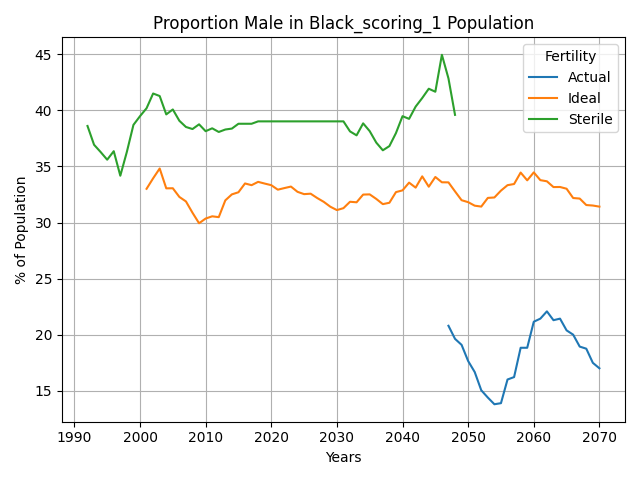 Proportion Male in Black_scoring_1 Population
Fertility
Actual
Ideal
Sterile
% of Population
45
40
35
30
25
20
15
1990 2000 2010 2020 2030 2040 2050 2060 2070
Years